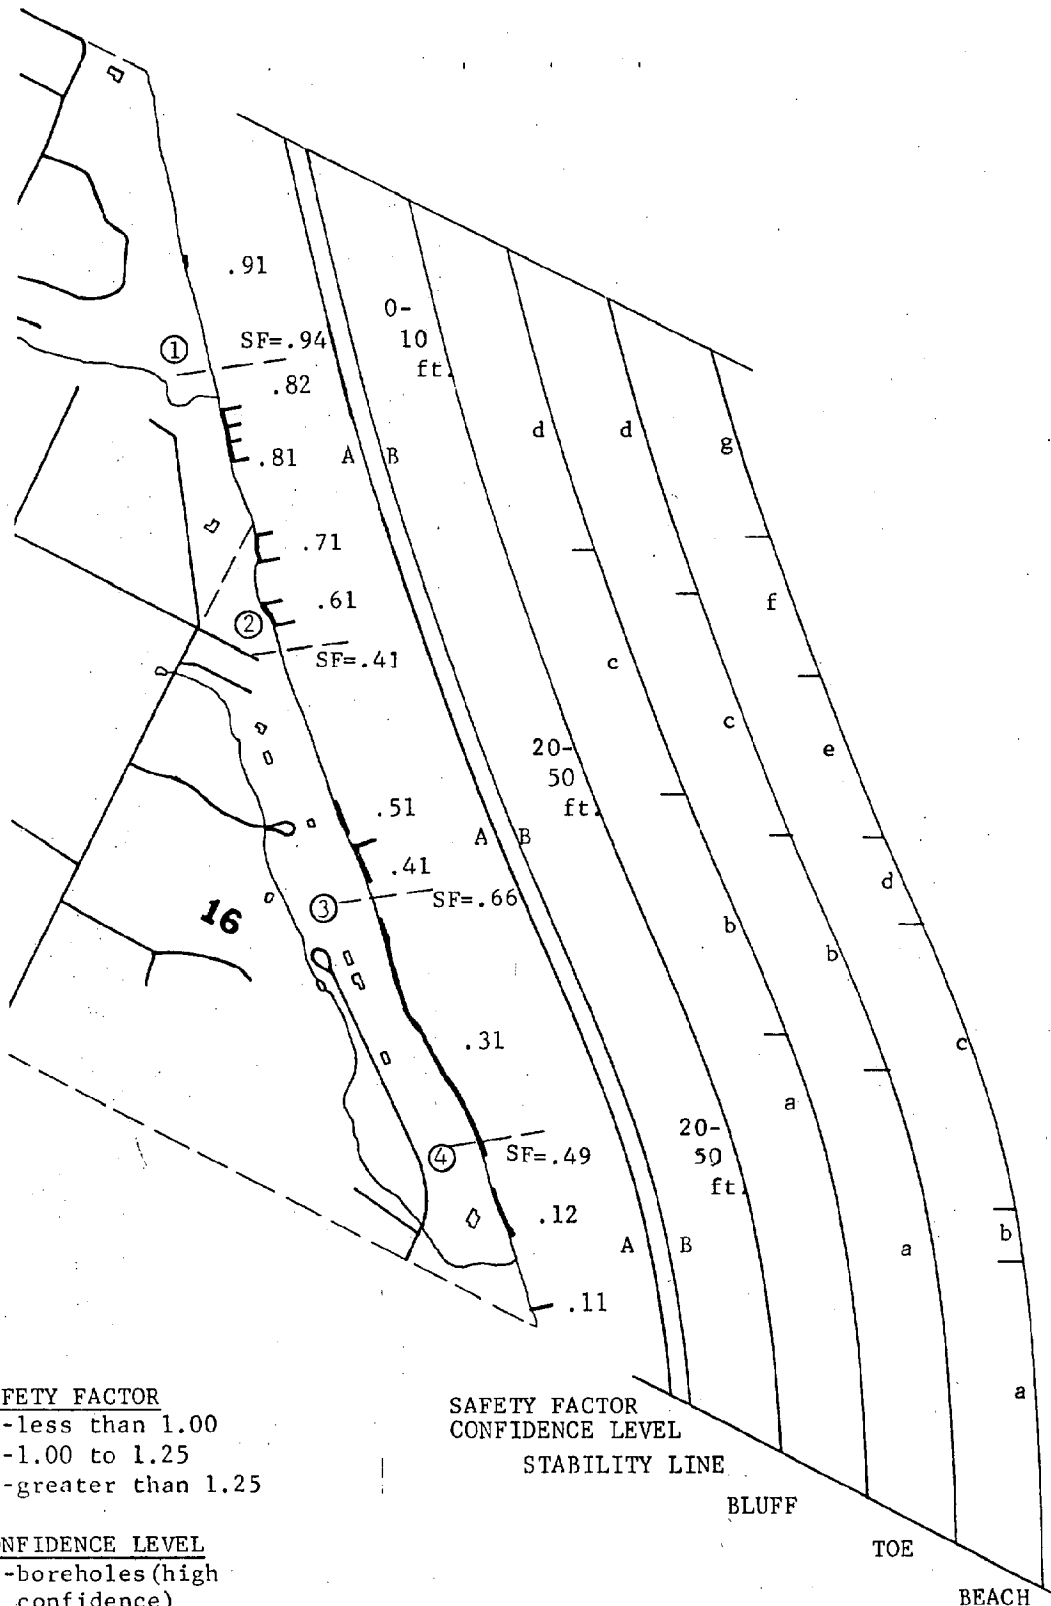 .91
0-
10
ft.
①
SF=.94
.82
d
d
g
.81
A
B
.71
.61
f
②
SF=.41
c
c
20-
50
ft.
e
.51
A
B
.41
d
③
SF=.66
16
b
b
.31
c
a
20-
50
ft.
④
SF=.49
.12
A
B
a
b
.11
a
FETY FACTOR
-less than 1.00
-1.00 to 1.25
-greater than 1.25
NFIDENCE LEVEL
-boreholes(high
confidence)
SAFETY FACTOR
CONFIDENCE LEVEL
STABILITY LINE
BLUFF
TOE
BEACH